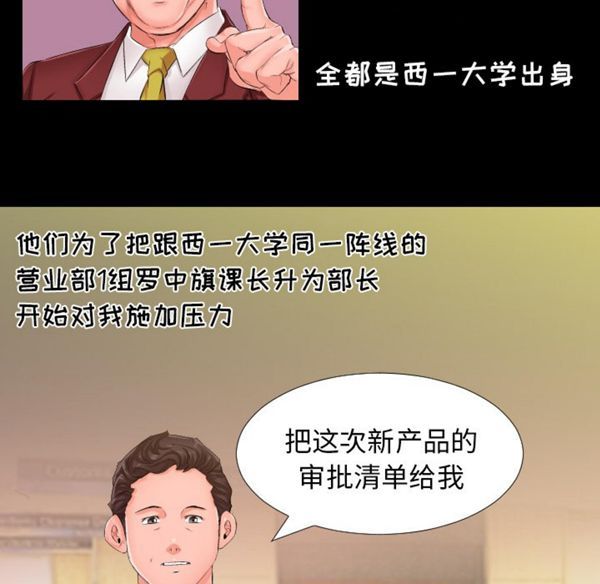 全都是西一大学出身
他们为了把跟西一大学同一阵线的
营业部1组罗中旗课长升为部长
开始对我施加压力
把这次新产品的
审批清单给我